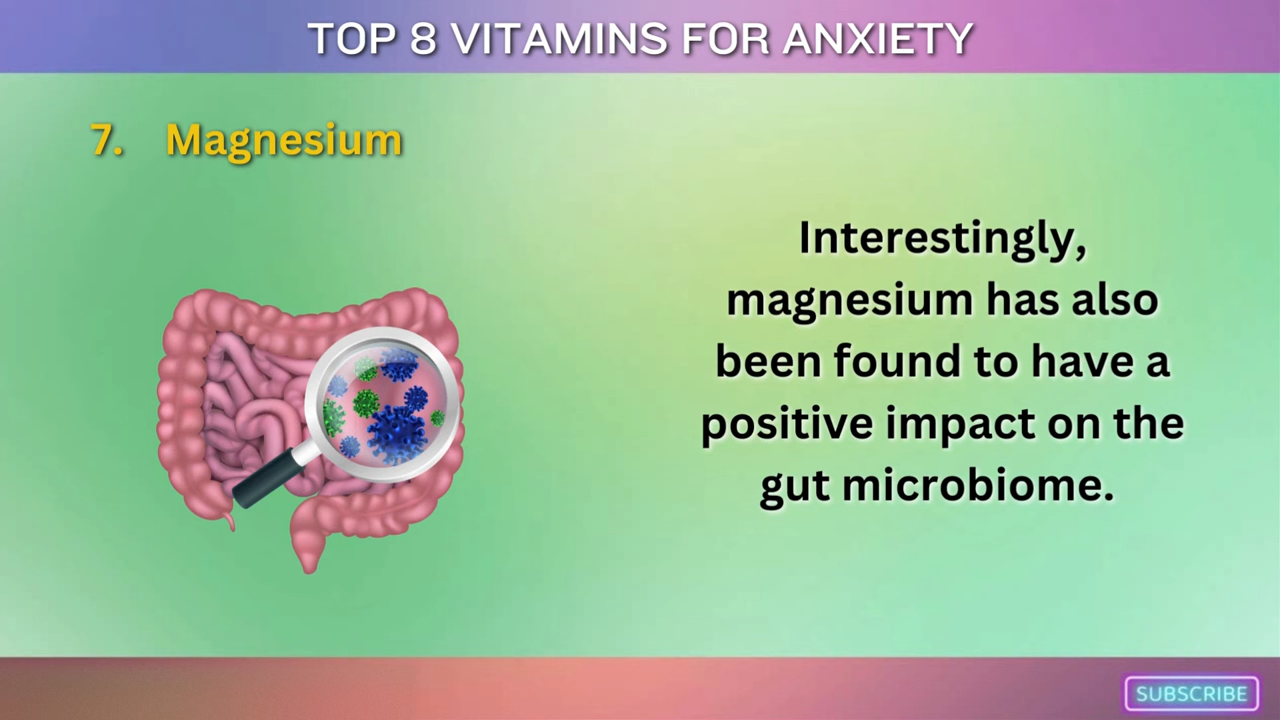 TOP 8 VITAMINS FOR ANXIETY
7. Magnesium
Interestingly,
magnesium has also
been found to have a
positive impact on the
gut microbiome.
SUBSCRIBE